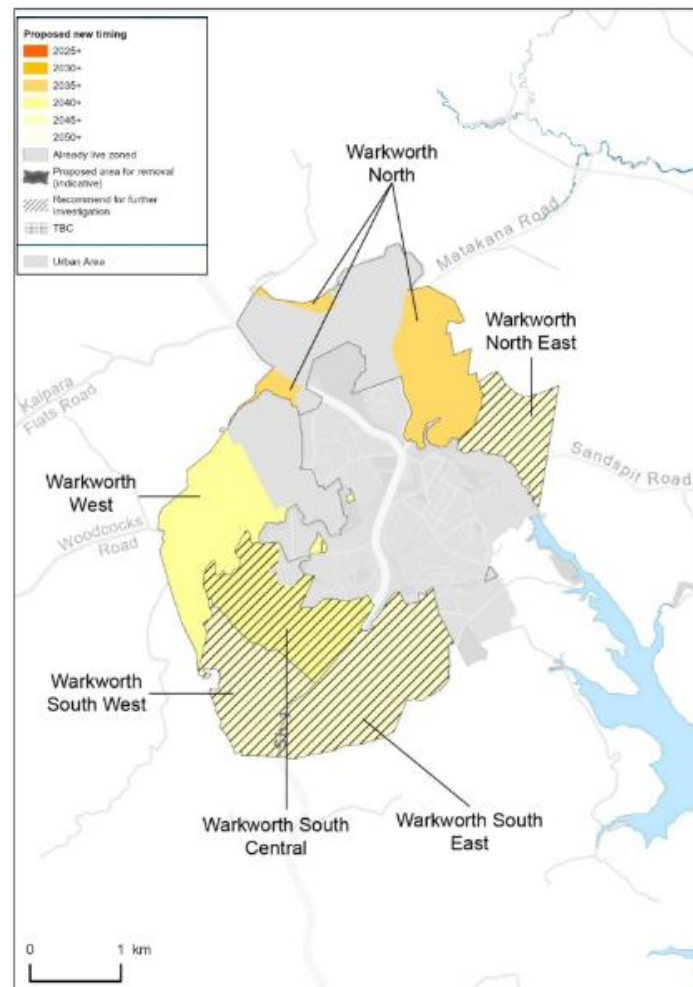 Proposed new timing
2025+
2030+
2035+
2040+
2045+
2050+
Already live zoned
Proposed area for removal
(indicative)
Recommend for further
investigation
TBC
Urban Area
Warkworth
North
Matakana Road
Warkworth
North East
Kaipara
Flats Road
Sandspit Road
Warkworth
West
Woodcocks
Road
Warkworth
South West
SH 1
Warkworth South
Central
Warkworth South
East
0 1 km